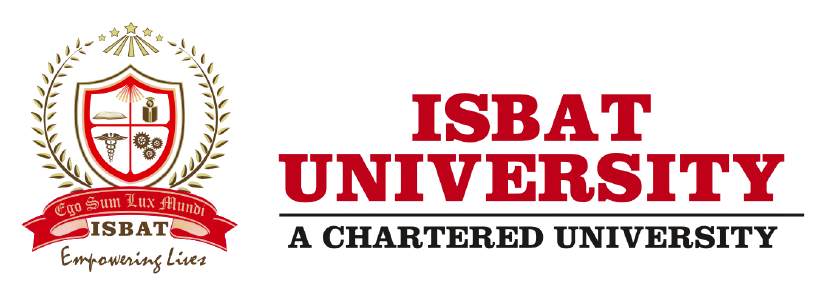 Ego Sum Lux Mundi
ISBAT
Empowering Lives
ISBAT
UNIVERSITY
A CHARTERED UNIVERSITY